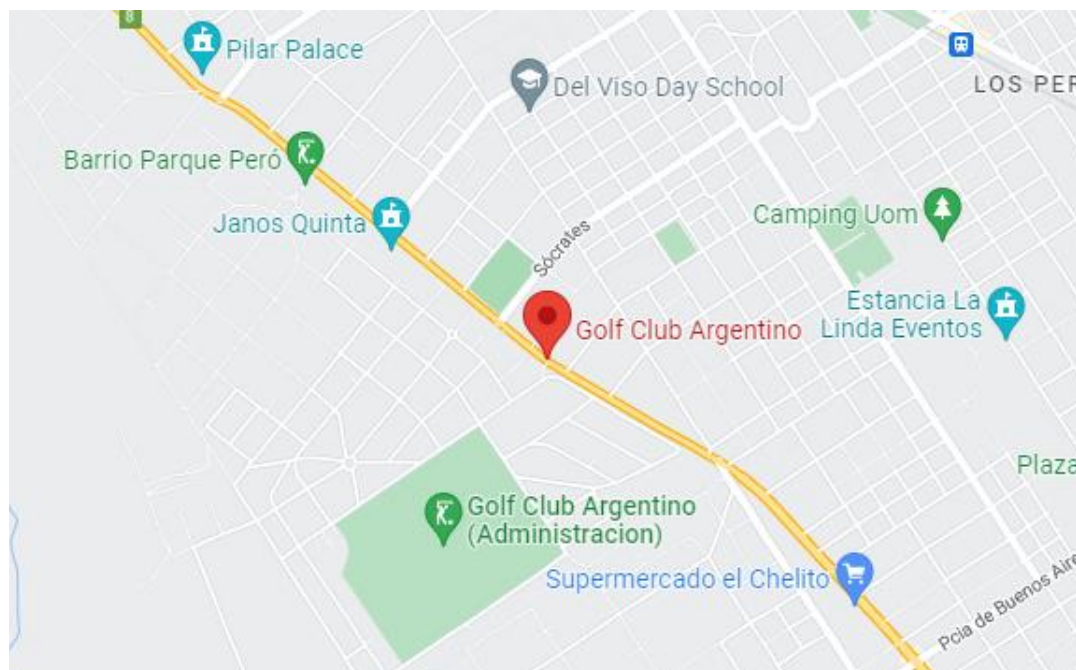 8
Pilar Palace
Del Viso Day School
LOS PER
Barrio Parque Peró
Janos Quinta
Camping Uom
Sócrates
Estancia La
Linda Eventos
Golf Club Argentino
Plaza
Golf Club Argentino
(Administracion)
Supermercado el Chelito
Pcia de Buenos Aire